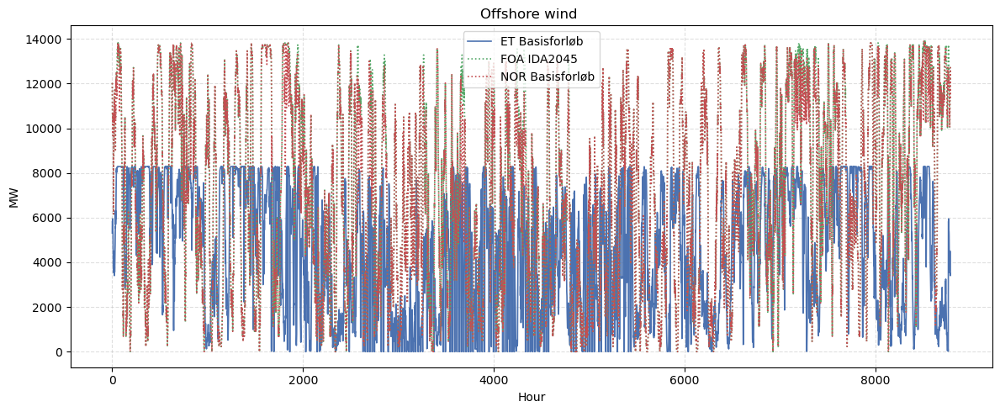 Offshore wind
ET Basisforløb
FOA IDA2045
NOR Basisforløb
14000
12000
10000
8000
6000
4000
2000
0
MW
0 2000 4000 6000 8000
Hour